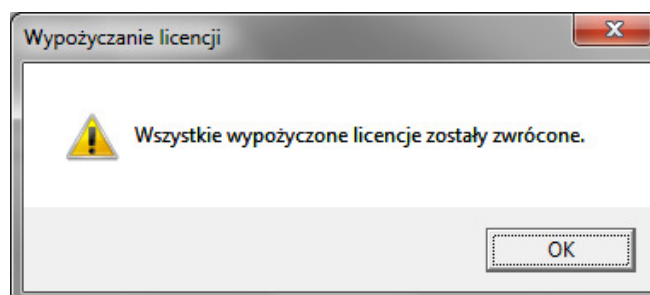 Wypożyczanie licencji
Wszystkie wypożyczone licencje zostały zwrócone.
OK